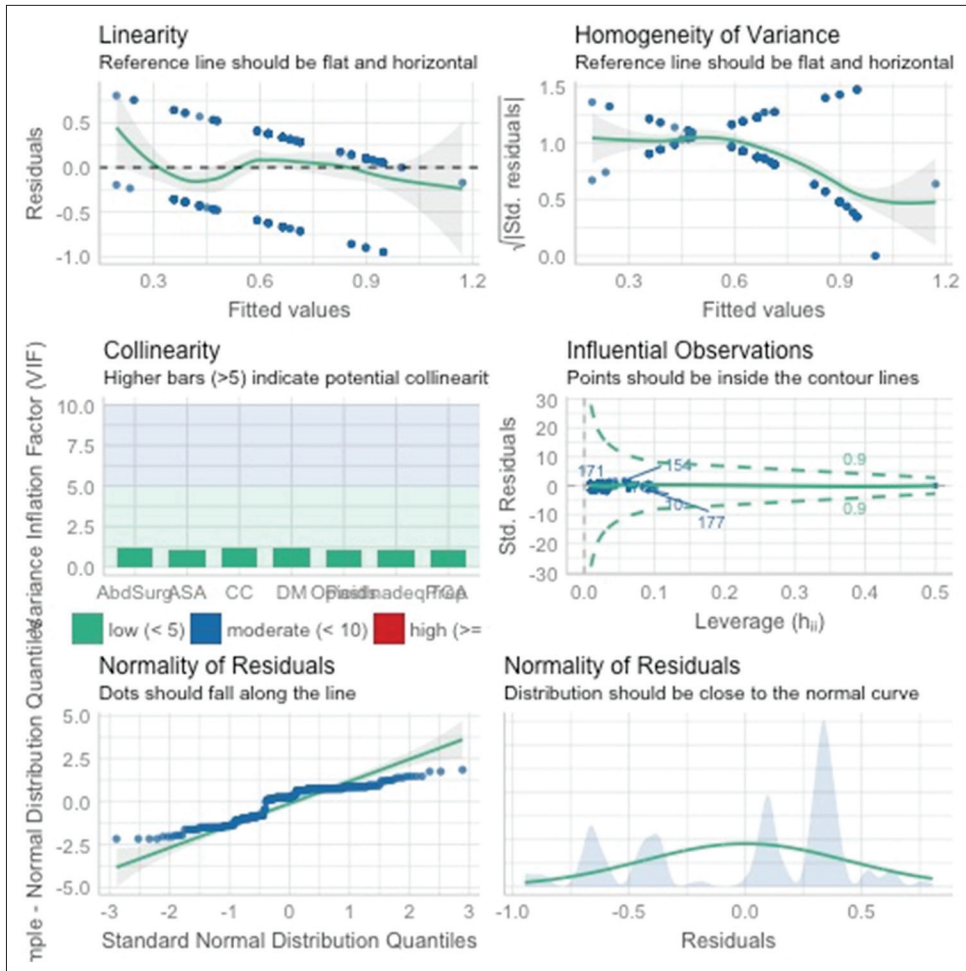 Linearity
Reference line should be flat and horizontal
0.5
0.0
-0.5
-1.0
Residuals
0.3 0.6 0.9 1.2
Fitted values
Homogeneity of Variance
Reference line should be flat and horizontal
1.5
1.0
0.5
0.0
√|Std. residuals|
0.3 0.6 0.9 1.2
Fitted values
Collinearity
Higher bars (>5) indicate potential collinearit
10.0
7.5
5.0
2.5
0.0
Variance Inflation Factor (VIF)
AbdSurg ASA CC DM
low (< 5) moderate (< 10) high (>=
Influential Observations
Points should be inside the contour lines
30
20
10
0
-10
-20
-30
Std. Residuals
171 154 0.9
177 0.9
0.0 0.1 0.2 0.3 0.4 0.5
Leverage (hᵢᵢ)
Normality of Residuals
Dots should fall along the line
5.0
2.5
0.0
-2.5
-5.0
mple - Normal Distribution Quantiles
-3 -2 -1 0 1 2 3
Standard Normal Distribution Quantiles
Normality of Residuals
Distribution should be close to the normal curve
-1.0 -0.5 0.0 0.5
Residuals